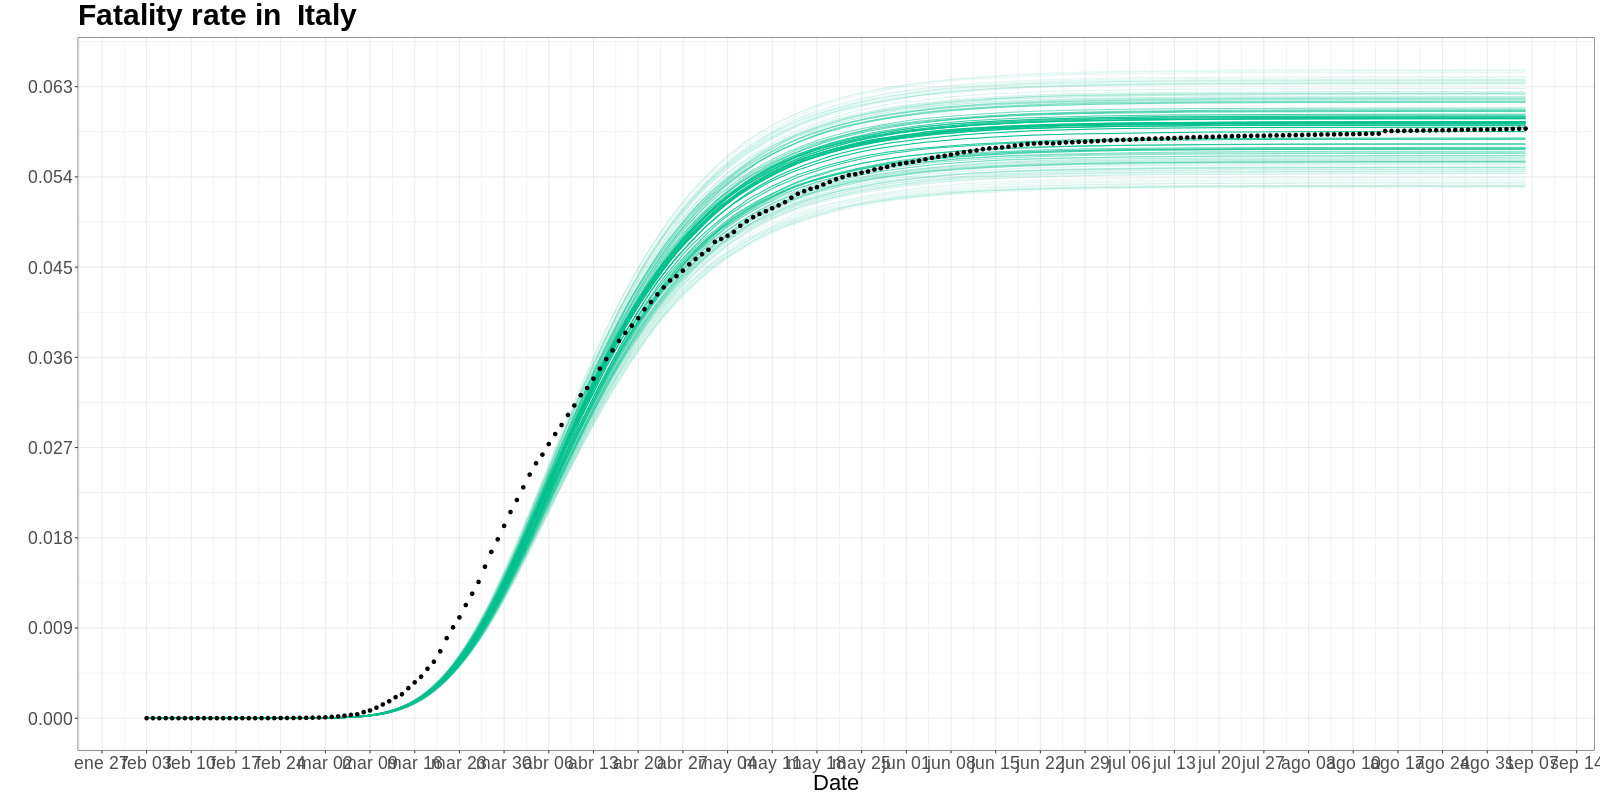 Fatality rate in  Italy
0.063
0.054
0.045
0.036
0.027
0.018
0.009
0.000
ene 27 feb 03 feb 10 feb 17 feb 24 mar 02 mar 09 mar 16 mar 23 mar 30 abr 06 abr 13 abr 20 abr 27 may 04 may 11 may 18 may 25 jun 01 jun 08 jun 15 jun 22 jun 29 jul 06 jul 13 jul 20 jul 27 ago 03 ago 10 ago 17 ago 24 ago 31 sep 07 sep 14
Date